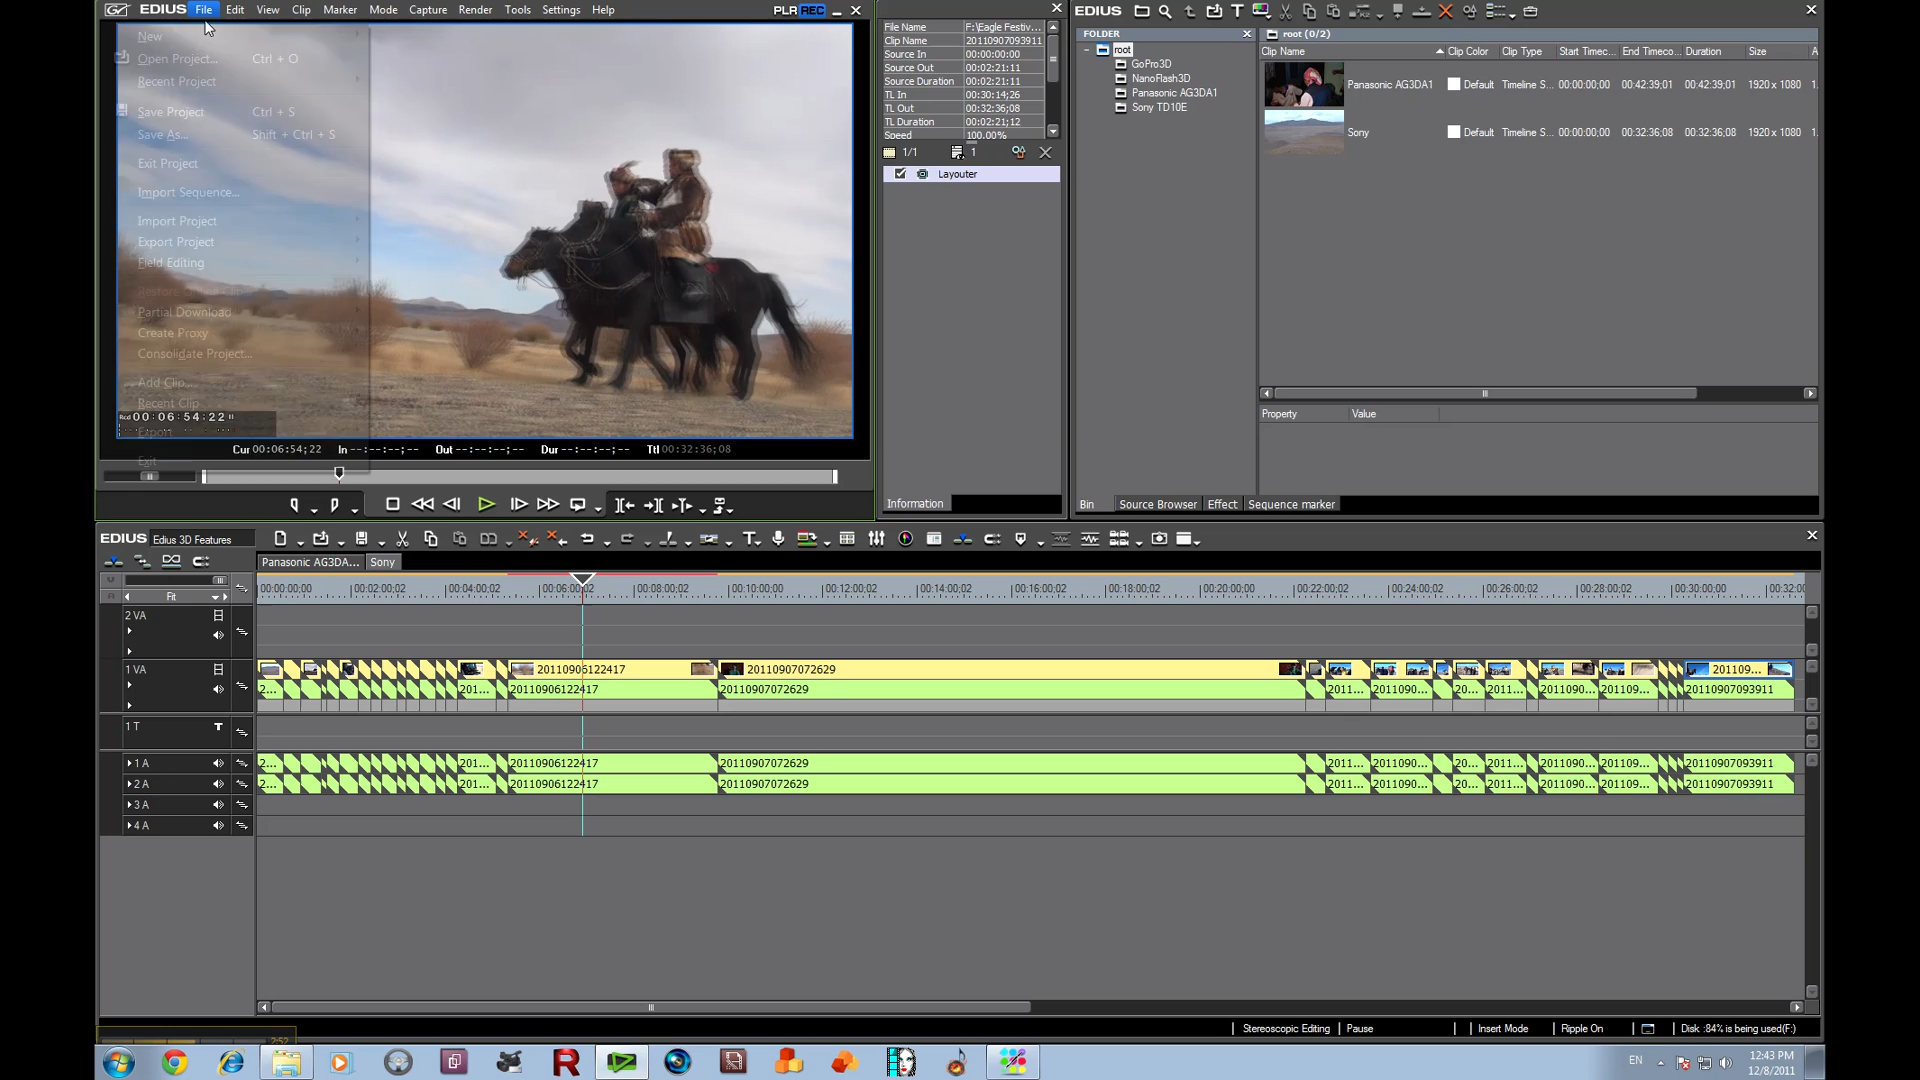 EDIUS File Edit View Clip Marker Mode Capture Render Tools Settings Help PLR REC
New
Open Project... Ctrl + O
Recent Project
Save Project Ctrl + S
Save As... Shift + Ctrl + S
Exit Project
Import Sequence...
Import Project
Export Project
Field Editing
Partial Download
Create Proxy
Consolidate Project...
Add Clip...
Recent Clip
Export
Exit
Rcd 00:06:54:22
Cur 00:06:54;22 In --:--:--;-- Out --:--:--;-- Dur --:--:--;-- Ttl 00:32:36;08
File Name F:\Eagle Festiv...
Clip Name 20110907093911
Source In 00:00:00:00
Source Out 00:02:21:11
Source Duration 00:02:21:11
TL In 00:30:14;26
TL Out 00:32:36;08
TL Duration 00:02:21;12
Speed 100.00%
1/1 1
Layouter
Information
EDIUS
FOLDER
root
GoPro3D
NanoFlash3D
Panasonic AG3DA1
Sony TD10E
root (0/2)
Clip Name Clip Color Clip Type Start Timec... End Timeco... Duration Size A
Panasonic AG3DA1 Default Timeline S... 00:00:00;00 00:42:39;01 00:42:39;01 1920 x 1080
Sony Default Timeline S... 00:00:00;00 00:32:36;08 00:32:36;08 1920 x 1080 1.
Property Value
Bin Source Browser Effect Sequence marker
EDIUS Edius 3D Features
Panasonic AG3DA... Sony
Fit 00:00:00;00 00:02:00;02 00:04:00;02 00:06:00;02 00:08:00;02 00:10:00;02 00:12:00;02 00:14:00;02 00:16:00;02 00:18:00;02 00:20:00;02 00:22:00;02 00:24:00;02 00:26:00;02 00:28:00;02 00:30:00;02 00:32:00
2 VA
1 VA 20110906122417 20110907072629 201109...
2... 201... 20110906122417 20110907072629 2011... 2011090... 20... 2011... 2011090... 201109... 20110907093911
1 T T
1 A 2... 201... 20110906122417 20110907072629 2011... 2011090... 20... 2011... 2011090... 201109... 20110907093911
2 A 2... 201... 20110906122417 20110907072629 2011... 2011090... 20... 2011... 2011090... 201109... 20110907093911
3 A
4 A
Stereoscopic Editing Pause Insert Mode Ripple On Disk :84% is being used(F:)
2:52
EN 12:43 PM
12/8/2011